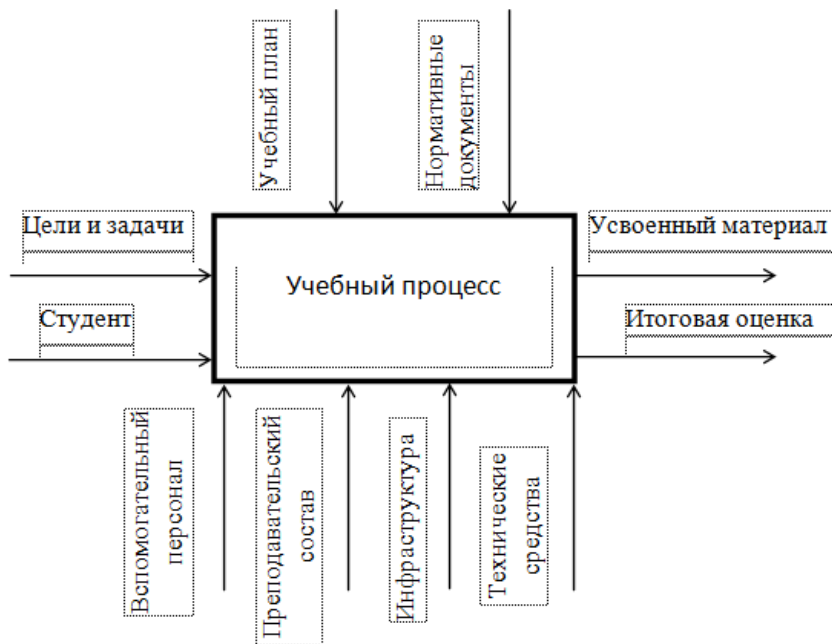 Учебный план
Нормативные
документы
Цели и задачи
Усвоенный материал
Учебный процесс
Студент
Итоговая оценка
Вспомогательный
персонал
Преподавательский
состав
Инфраструктура
Технические
средства